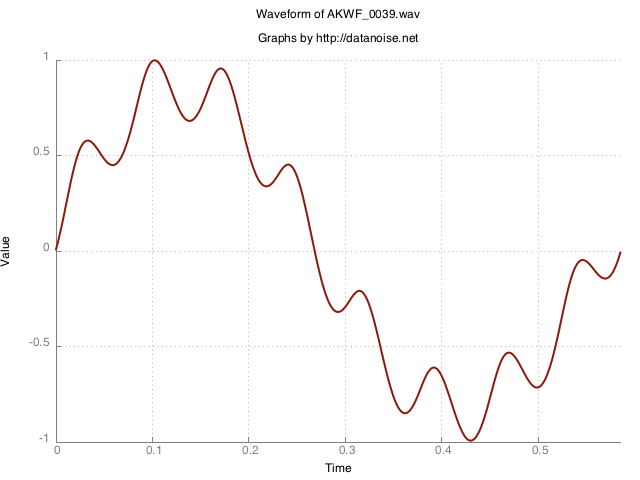 Waveform of AKWF_0039.wav
Graphs by http://datanoise.net
1
0.5
0
-0.5
-1
Value
0 0.1 0.2 0.3 0.4 0.5
Time